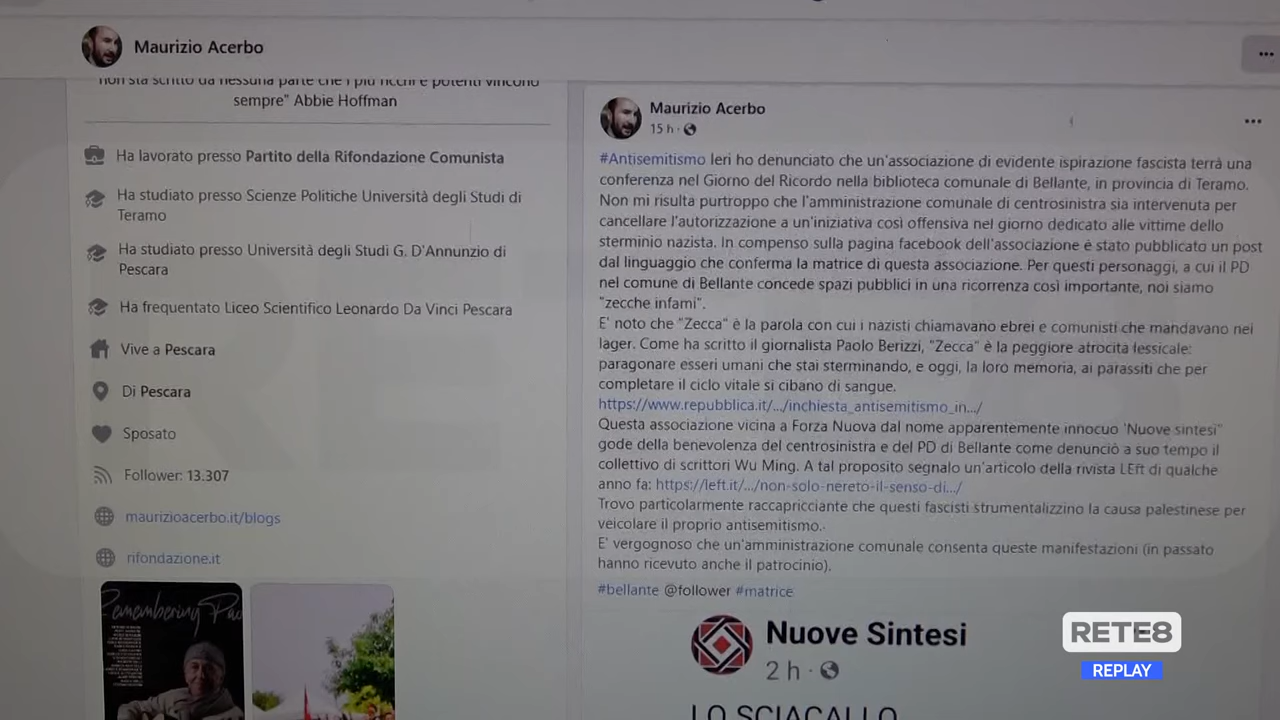 Maurizio Acerbo
non sta scritto da nessuna parte che i più ricchi e potenti vincono
sempre" Abbie Hoffman
Ha lavorato presso Partito della Rifondazione Comunista
Ha studiato presso Scienze Politiche Università degli Studi di
Teramo
Ha studiato presso Università degli Studi G. D'Annunzio di
Pescara
Ha frequentato Liceo Scientifico Leonardo Da Vinci Pescara
Vive a Pescara
Di Pescara
Sposato
Follower: 13.307
maurizioacerbo.it/blogs
rifondazione.it
Remembering
Maurizio Acerbo
15 h ·
#Antisemitismo Ieri ho denunciato che un'associazione di evidente ispirazione fascista terrà una
conferenza nel Giorno del Ricordo nella biblioteca comunale di Bellante, in provincia di Teramo.
Non mi risulta purtroppo che l'amministrazione comunale di centrosinistra sia intervenuta per
cancellare l'autorizzazione a un'iniziativa così offensiva nel giorno dedicato alle vittime dello
sterminio nazista. In compenso sulla pagina facebook dell'associazione è stato pubblicato un post
dal linguaggio che conferma la matrice di questa associazione. Per questi personaggi, a cui il PD
nel comune di Bellante concede spazi pubblici in una ricorrenza così importante, noi siamo
"zecche infami".
E' noto che "Zecca" è la parola con cui i nazisti chiamavano ebrei e comunisti che mandavano nei
lager. Come ha scritto il giornalista Paolo Berizzi, "Zecca" è la peggiore atrocità lessicale:
paragonare esseri umani che stai sterminando, e oggi, la loro memoria, ai parassiti che per
completare il ciclo vitale si cibano di sangue.
https://www.repubblica.it/.../inchiesta_antisemitismo_in.../
Questa associazione vicina a Forza Nuova dal nome apparentemente innocuo 'Nuove sintesi"
gode della benevolenza del centrosinistra e del PD di Bellante come denunciò a suo tempo il
collettivo di scrittori Wu Ming. A tal proposito segnalo un'articolo della rivista LEft di qualche
anno fa: https://left.it/.../non-solo-nereto-il-senso-di.../
Trovo particolarmente raccapricciante che questi fascisti strumentalizzino la causa palestinese per
veicolare il proprio antisemitismo.
E' vergognoso che un'amministrazione comunale consenta queste manifestazioni (in passato
hanno ricevuto anche il patrocinio).
#bellante @follower #matrice
Nuove Sintesi
2 h ·
LO SCIACALLO
RETE8
REPLAY